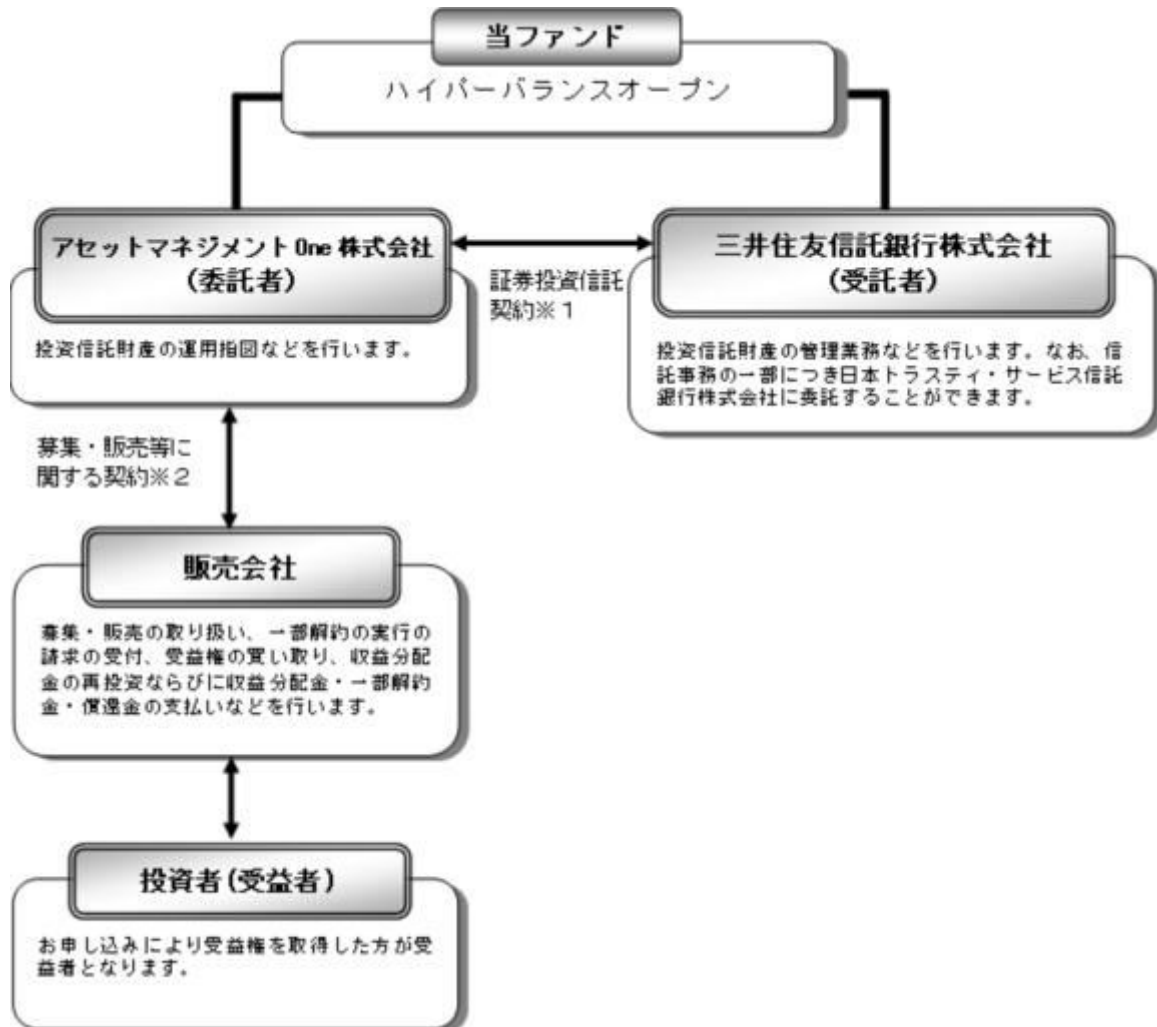 当ファンド
ハイパーバランスオープン
アセットマネジメントOne 株式会社
(委託者)
証券投資信託
契約※1
三井住友信託銀行株式会社
(受託者)
投資信託財産の運用指図などを行います。
投資信託財産の管理業務などを行います。なお、信
託事務の一部につき日本トラスティ・サービス信託
銀行株式会社に委託することができます。
募集・販売等に
関する契約※2
販売会社
募集・販売の取り扱い、一部解約の実行の
請求の受付、受益権の買い取り、収益分配
金の再投資ならびに収益分配金・一部解約
金・償還金の支払いなどを行います。
投資者(受益者)
お申し込みにより受益権を取得した方が受
益者となります。